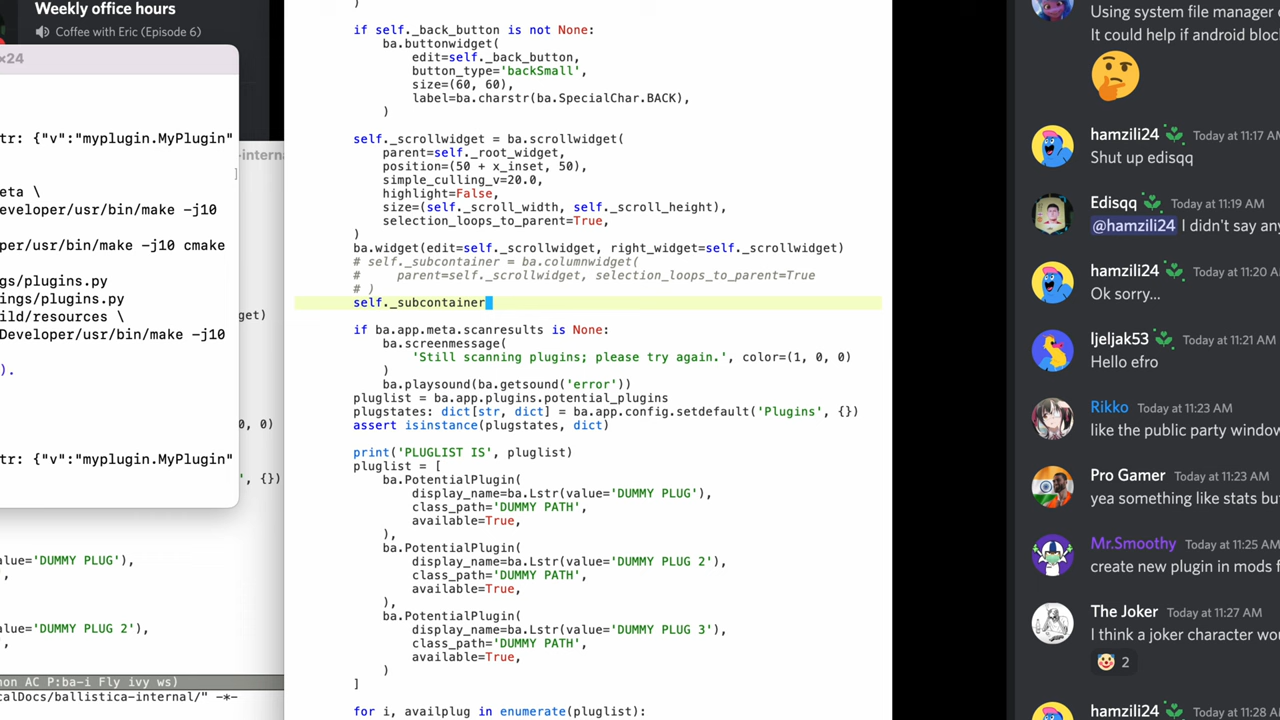 Weekly office hours
Coffee with Eric (Episode 6)
×24
tr: {"v":"myplugin.MyPlugin"
]
eta \
eveloper/usr/bin/make -j10
per/usr/bin/make -j10 cmake
gs/plugins.py
ings/plugins.py
ild/resources \
Developer/usr/bin/make -j10
).
tr: {"v":"myplugin.MyPlugin"
-interna
get)
0, 0)
', {})
alue='DUMMY PLUG'),
',
alue='DUMMY PLUG 2'),
',
non AC P:ba-i Fly ivy ws)
calDocs/ballistica-internal/" -*-
)
if self._back_button is not None:
ba.buttonwidget(
edit=self._back_button,
button_type='backSmall',
size=(60, 60),
label=ba.charstr(ba.SpecialChar.BACK),
)
self._scrollwidget = ba.scrollwidget(
parent=self._root_widget,
position=(50 + x_inset, 50),
simple_culling_v=20.0,
highlight=False,
size=(self._scroll_width, self._scroll_height),
selection_loops_to_parent=True,
)
ba.widget(edit=self._scrollwidget, right_widget=self._scrollwidget)
# self._subcontainer = ba.columnwidget(
#     parent=self._scrollwidget, selection_loops_to_parent=True
# )
self._subcontainer
if ba.app.meta.scanresults is None:
ba.screenmessage(
'Still scanning plugins; please try again.', color=(1, 0, 0)
)
ba.playsound(ba.getsound('error'))
pluglist = ba.app.plugins.potential_plugins
plugstates: dict[str, dict] = ba.app.config.setdefault('Plugins', {})
assert isinstance(plugstates, dict)
print('PLUGLIST IS', pluglist)
pluglist = [
ba.PotentialPlugin(
display_name=ba.Lstr(value='DUMMY PLUG'),
class_path='DUMMY PATH',
available=True,
),
ba.PotentialPlugin(
display_name=ba.Lstr(value='DUMMY PLUG 2'),
class_path='DUMMY PATH',
available=True,
),
ba.PotentialPlugin(
display_name=ba.Lstr(value='DUMMY PLUG 3'),
class_path='DUMMY PATH',
available=True,
)
]
for i, availplug in enumerate(pluglist):
Using system file manager
It could help if android bloc
hamzili24 Today at 11:17 AM
Shut up edisqq
Edisqq Today at 11:19 AM
@hamzili24 I didn't say any
hamzili24 Today at 11:20 A
Ok sorry...
ljeljak53 Today at 11:21 AM
Hello efro
Rikko Today at 11:23 AM
like the public party window
Pro Gamer Today at 11:23 AM
yea something like stats bu
Mr.Smoothy Today at 11:25 AM
create new plugin in mods f
The Joker Today at 11:27 AM
I think a joker character wo
2
hamzili24 Today at 11:28 A